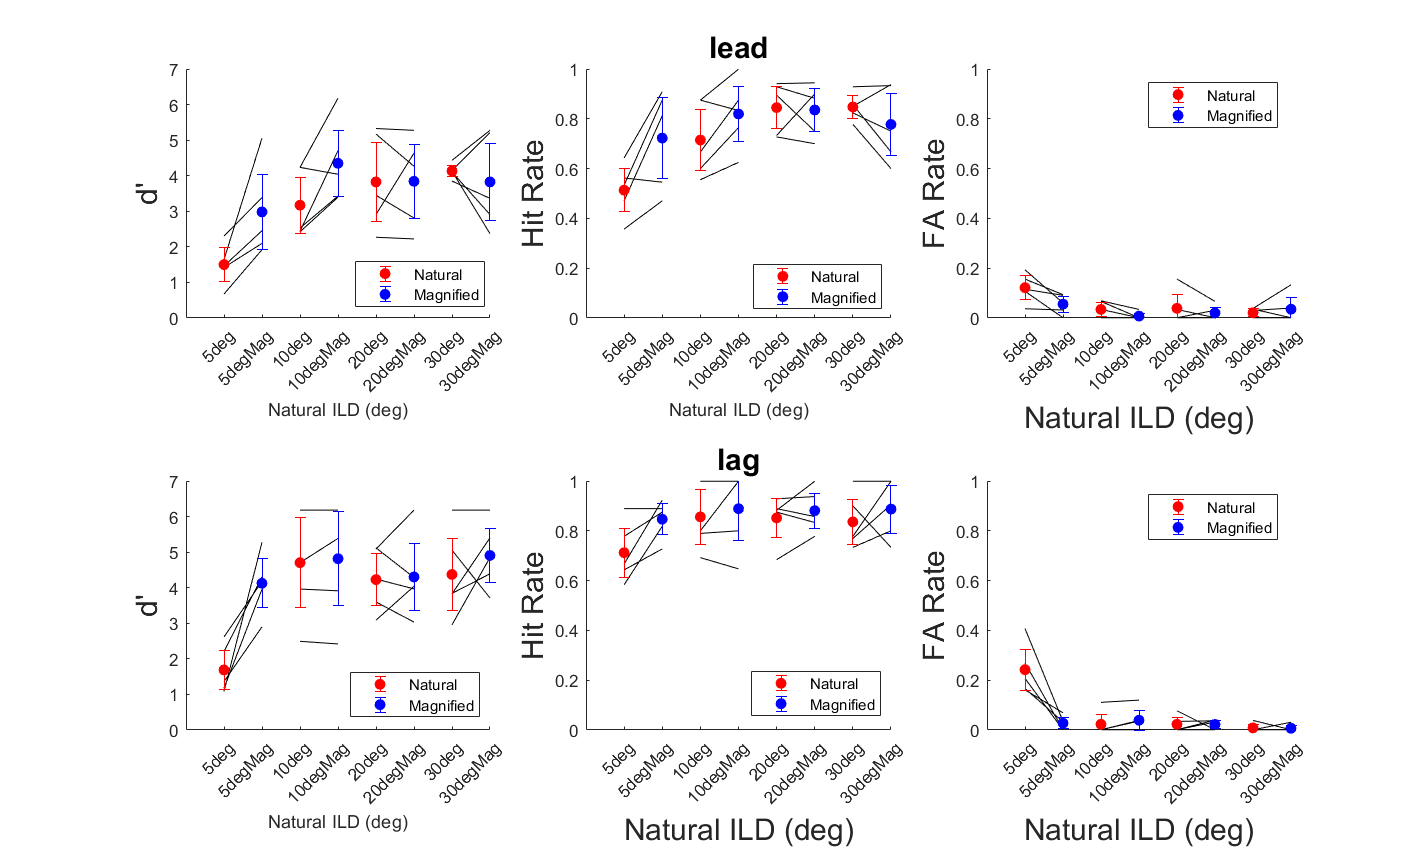 lead
d'
7
6
5
4
3
2
1
0
Natural
Magnified
5deg
5degMag
10deg
10degMag
20deg
20degMag
30deg
30degMag
Natural ILD (deg)
Hit Rate
1
0.8
0.6
0.4
0.2
0
Natural
Magnified
5deg
5degMag
10deg
10degMag
20deg
20degMag
30deg
30degMag
Natural ILD (deg)
FA Rate
1
0.8
0.6
0.4
0.2
0
Natural
Magnified
5deg
5degMag
10deg
10degMag
20deg
20degMag
30deg
30degMag
Natural ILD (deg)
lag
d'
7
6
5
4
3
2
1
0
Natural
Magnified
5deg
5degMag
10deg
10degMag
20deg
20degMag
30deg
30degMag
Natural ILD (deg)
Hit Rate
1
0.8
0.6
0.4
0.2
0
Natural
Magnified
5deg
5degMag
10deg
10degMag
20deg
20degMag
30deg
30degMag
Natural ILD (deg)
FA Rate
1
0.8
0.6
0.4
0.2
0
Natural
Magnified
5deg
5degMag
10deg
10degMag
20deg
20degMag
30deg
30degMag
Natural ILD (deg)